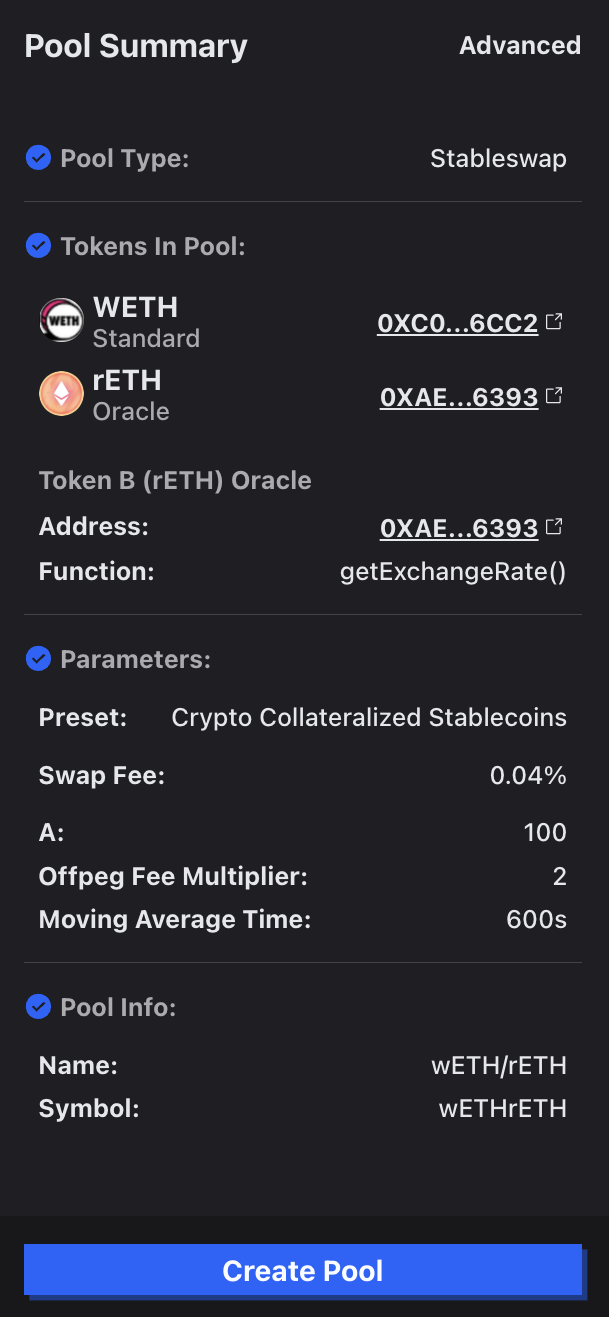 Pool Summary Advanced
Pool Type: Stableswap
Tokens In Pool:
WETH
WETH
Standard
0XC0...6CC2
rETH
Oracle
0XAE...6393
Token B (rETH) Oracle
Address: 0XAE...6393
Function: getExchangeRate()
Parameters:
Preset: Crypto Collateralized Stablecoins
Swap Fee: 0.04%
A: 100
Offpeg Fee Multiplier: 2
Moving Average Time: 600s
Pool Info:
Name: wETH/rETH
Symbol: wETHrETH
Create Pool